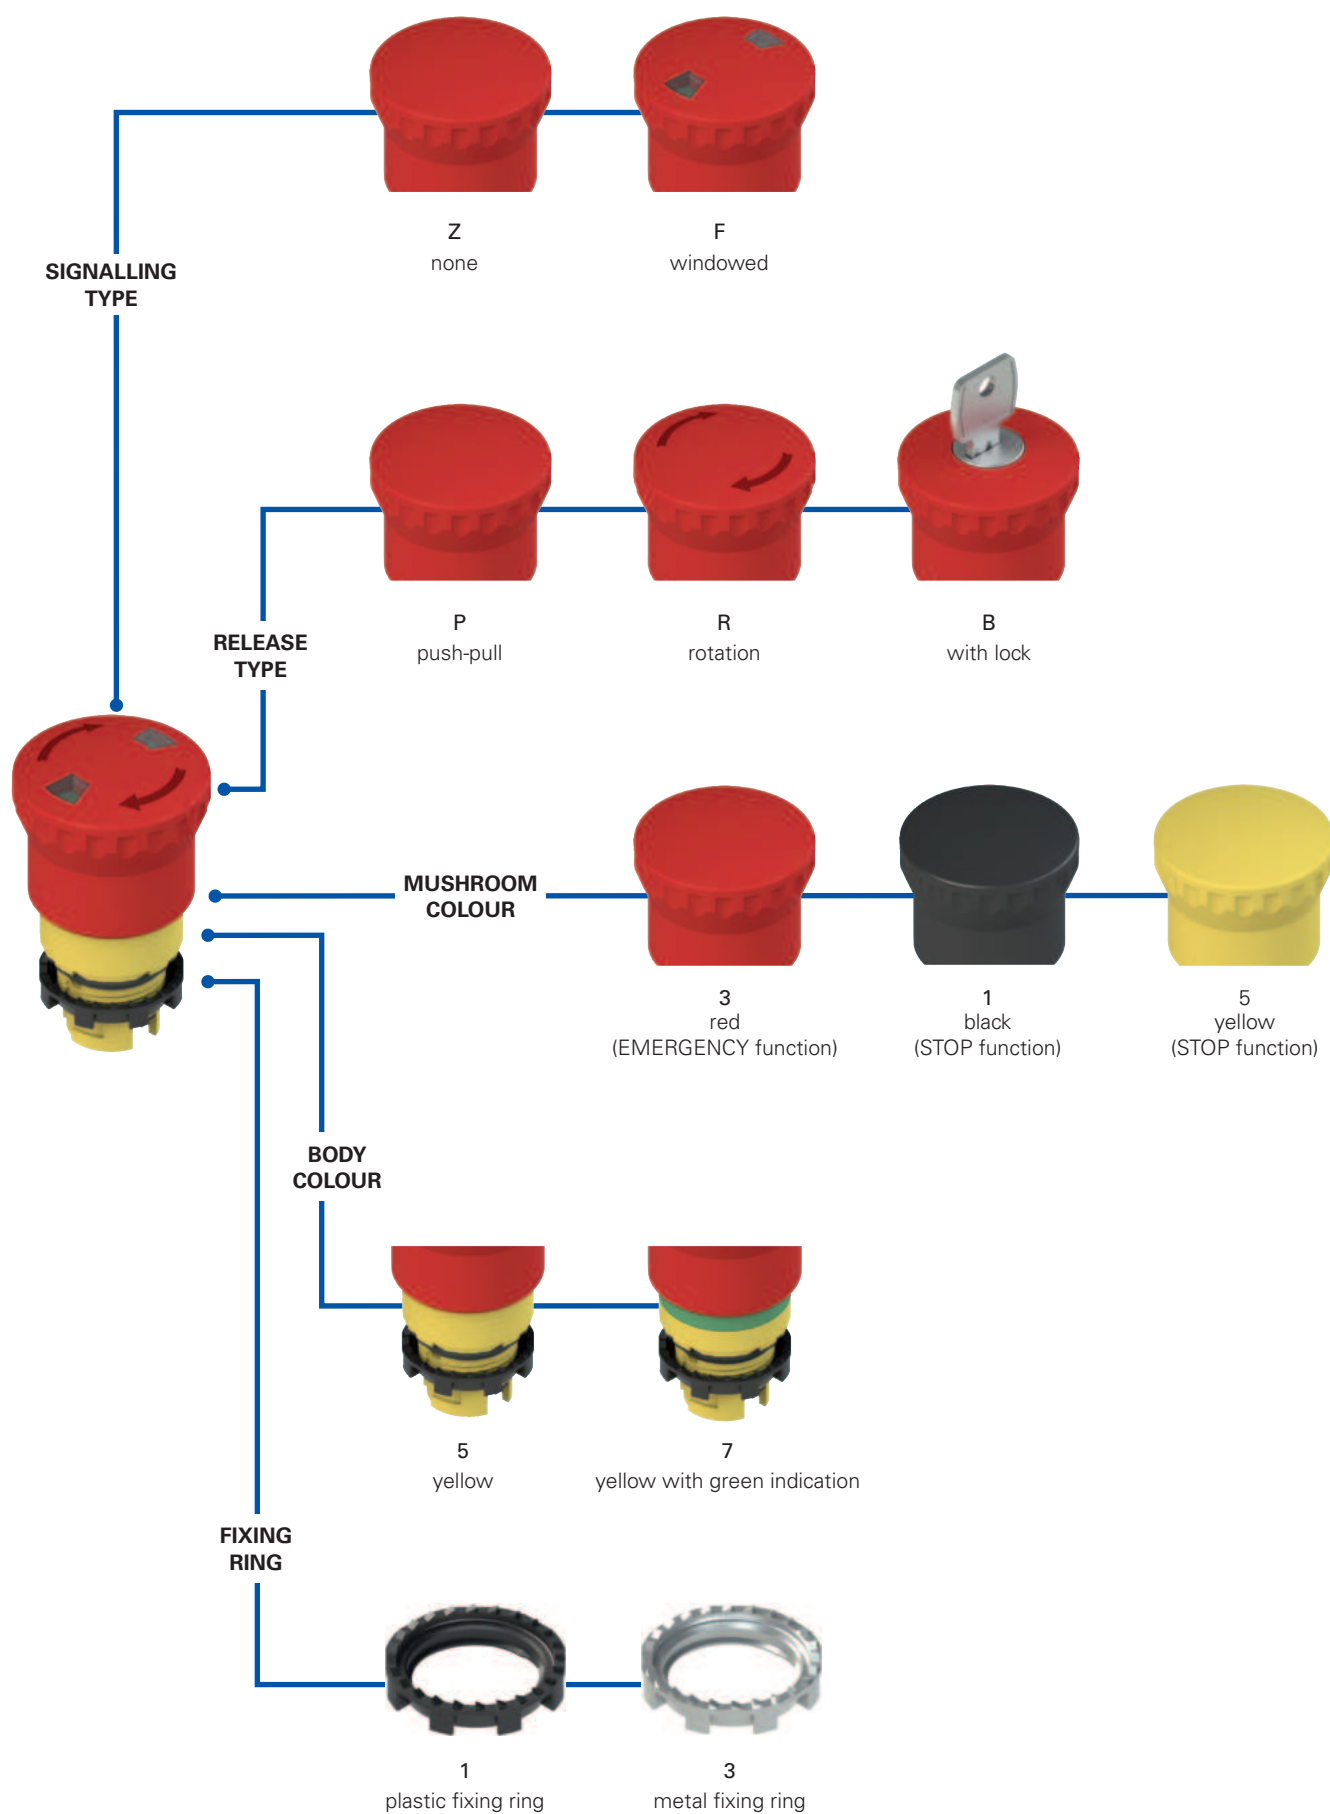 Z
F
none
windowed
SIGNALLING
TYPE
P
R
B
push-pull
rotation
with lock
RELEASE
TYPE
MUSHROOM
COLOUR
3
red
(EMERGENCY function)
1
black
(STOP function)
5
yellow
(STOP function)
BODY
COLOUR
5
yellow
7
yellow with green indication
FIXING
RING
1
plastic fixing ring
3
metal fixing ring